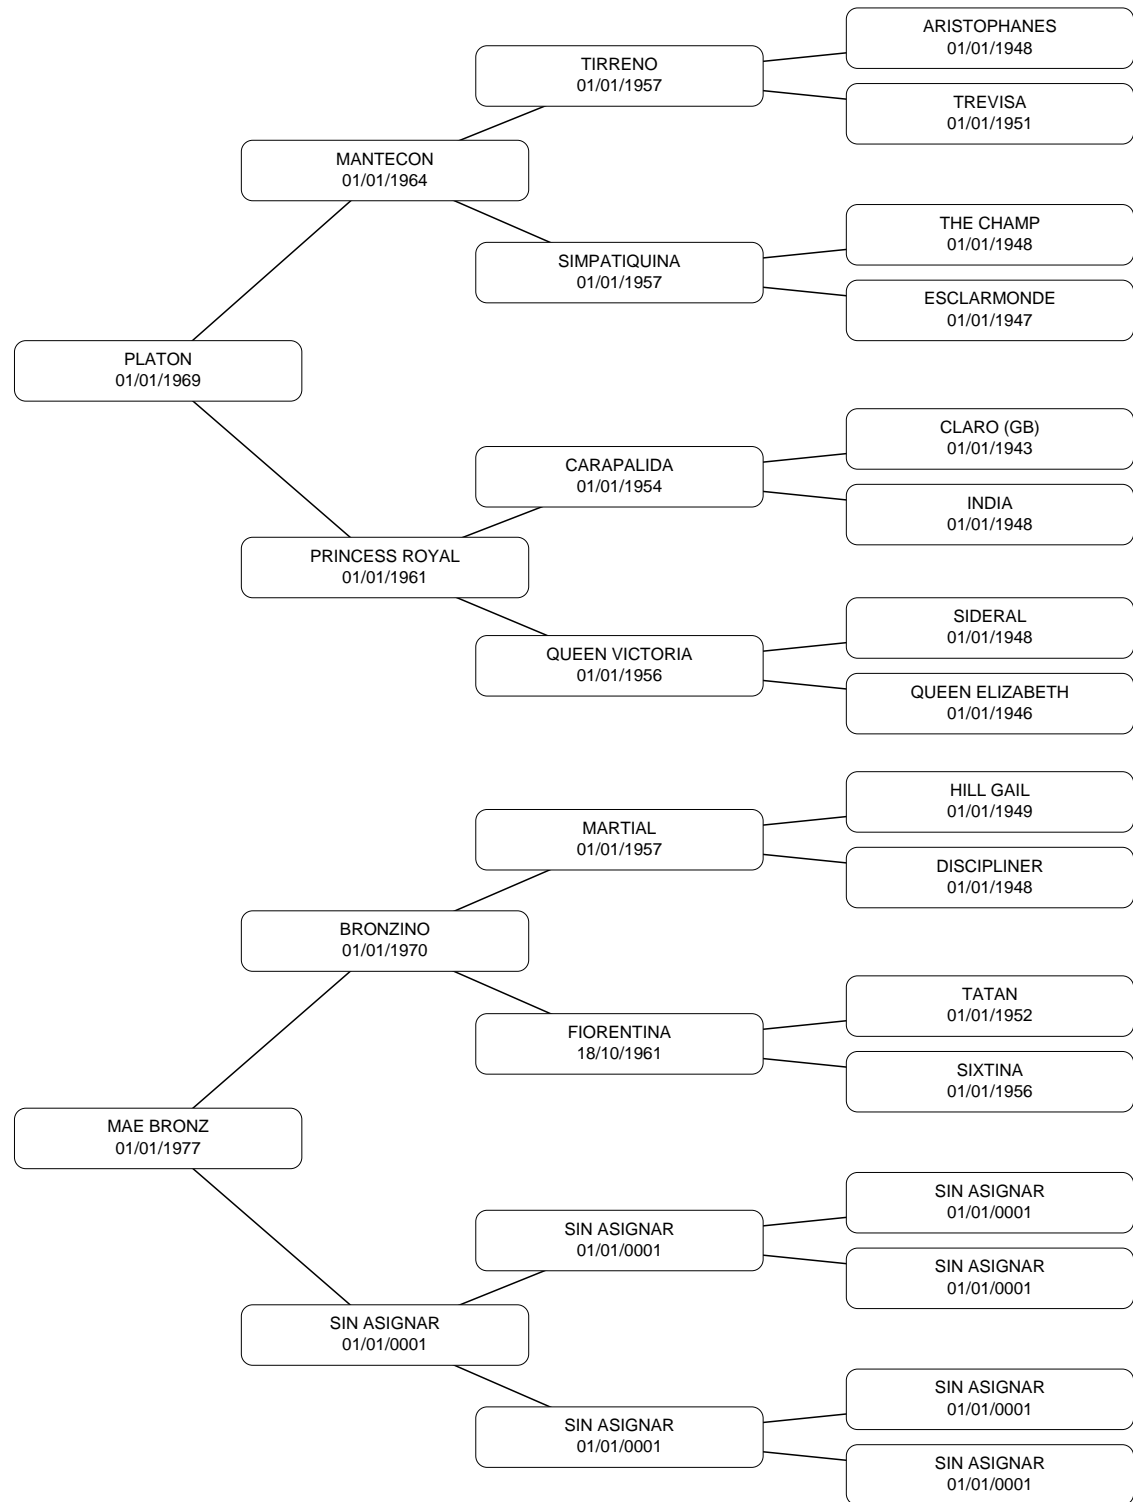 ARISTOPHANES
01/01/1948
TIRRENO
01/01/1957
TREVISA
01/01/1951
MANTECON
01/01/1964
THE CHAMP
01/01/1948
SIMPATIQUINA
01/01/1957
ESCLARMONDE
01/01/1947
PLATON
01/01/1969
CLARO (GB)
01/01/1943
CARAPALIDA
01/01/1954
INDIA
01/01/1948
PRINCESS ROYAL
01/01/1961
SIDERAL
01/01/1948
QUEEN VICTORIA
01/01/1956
QUEEN ELIZABETH
01/01/1946
HILL GAIL
01/01/1949
MARTIAL
01/01/1957
DISCIPLINER
01/01/1948
BRONZINO
01/01/1970
TATAN
01/01/1952
FIORENTINA
18/10/1961
SIXTINA
01/01/1956
MAE BRONZ
01/01/1977
SIN ASIGNAR
01/01/0001
SIN ASIGNAR
01/01/0001
SIN ASIGNAR
01/01/0001
SIN ASIGNAR
01/01/0001
SIN ASIGNAR
01/01/0001
SIN ASIGNAR
01/01/0001
SIN ASIGNAR
01/01/0001